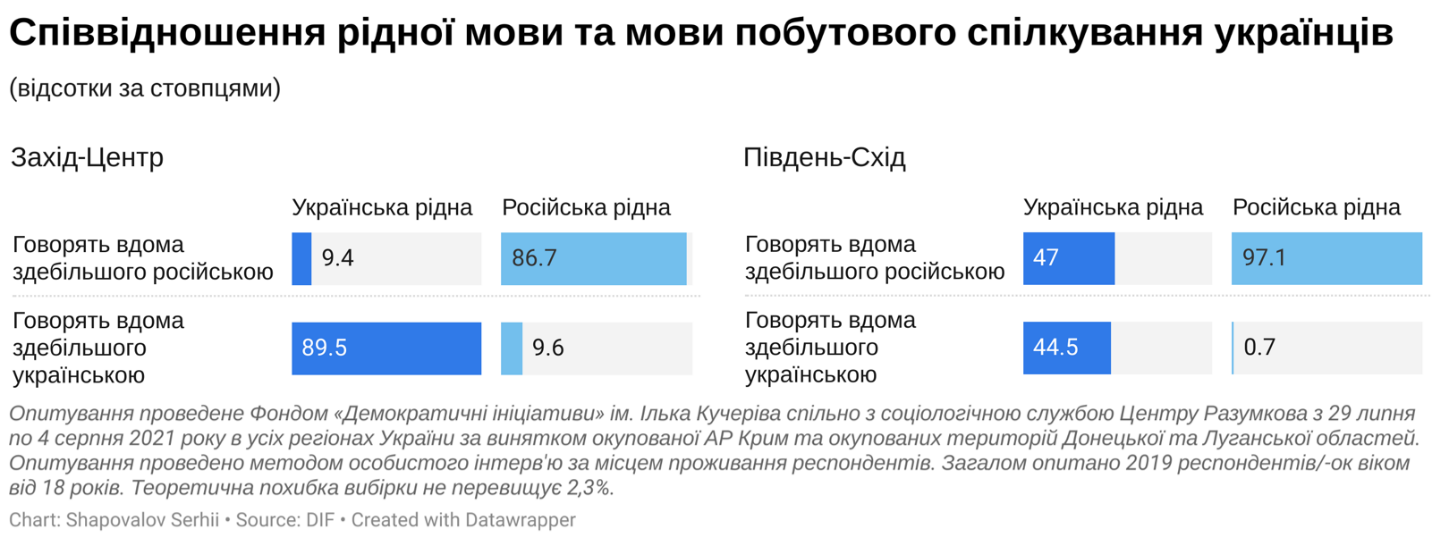 Співвідношення рідної мови та мови побутового спілкування українців
(відсотки за стовпцями)
Захід-Центр
Українська рідна
Російська рідна
Говорять вдома
здебільшого російською
9.4
86.7
Говорять вдома
здебільшого
українською
89.5
9.6
Південь-Схід
Українська рідна
Російська рідна
Говорять вдома
здебільшого російською
47
97.1
Говорять вдома
здебільшого
українською
44.5
0.7
Опитування проведене Фондом «Демократичні ініціативи» ім. Ілька Кучеріва спільно з соціологічною службою Центру Разумкова з 29 липня
по 4 серпня 2021 року в усіх регіонах України за винятком окупованої АР Крим та окупованих територій Донецької та Луганської областей.
Опитування проведено методом особистого інтерв'ю за місцем проживання респондентів. Загалом опитано 2019 респондентів/-ок віком
від 18 років. Теоретична похибка вибірки не перевищує 2,3%.
Chart: Shapovalov Serhii • Source: DIF • Created with Datawrapper